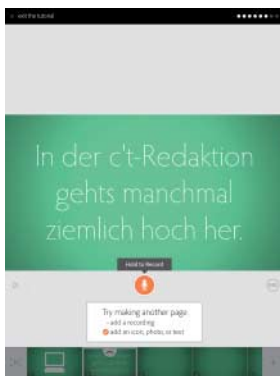 exit the tutorial
In der c't-Redaktion
gehts manchmal
ziemlich hoch her.
Hold to Record
Try making another page
- add a recording
add an icon, photo, or text